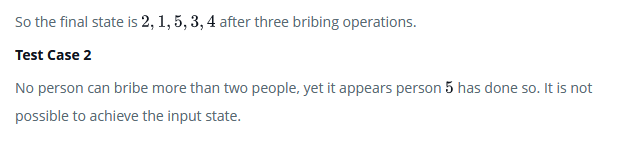 So the final state is 2, 1, 5, 3, 4 after three bribing operations.
Test Case 2
No person can bribe more than two people, yet it appears person 5 has done so. It is not
possible to achieve the input state.